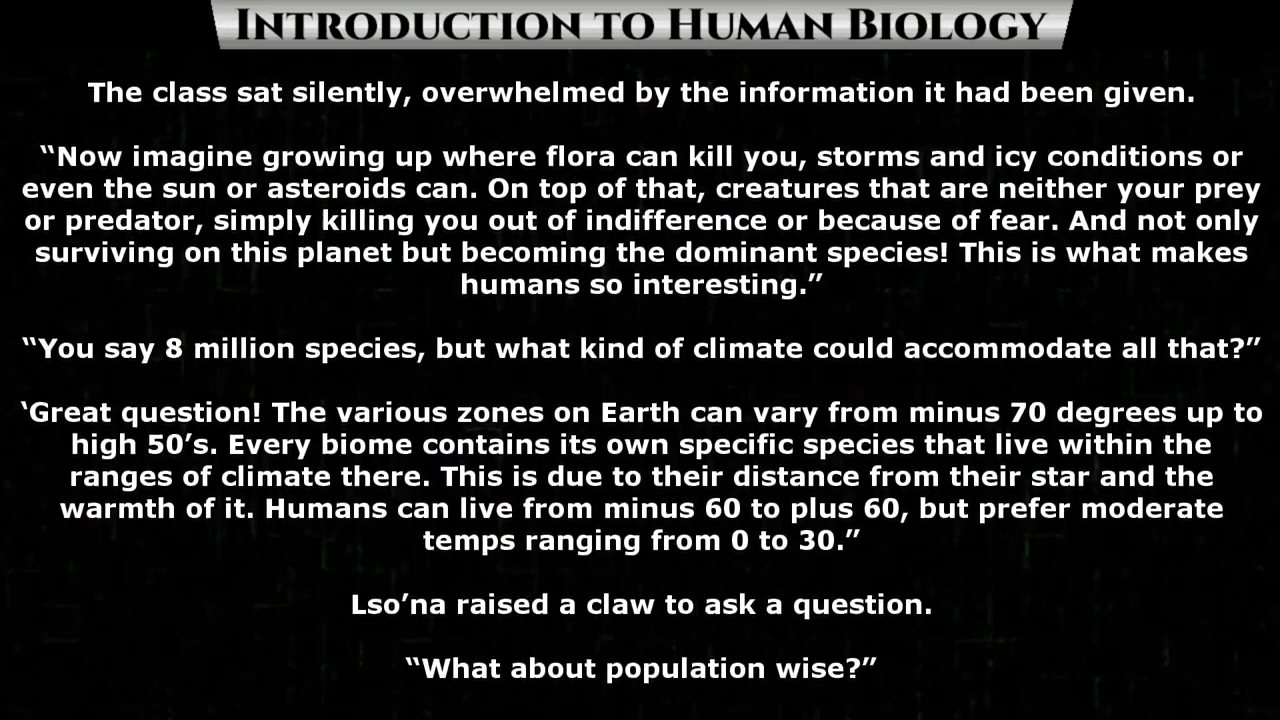 Introduction to Human Biology
The class sat silently, overwhelmed by the information it had been given.
“Now imagine growing up where flora can kill you, storms and icy conditions or
even the sun or asteroids can. On top of that, creatures that are neither your prey
or predator, simply killing you out of indifference or because of fear. And not only
surviving on this planet but becoming the dominant species! This is what makes
humans so interesting.”
“You say 8 million species, but what kind of climate could accommodate all that?”
‘Great question! The various zones on Earth can vary from minus 70 degrees up to
high 50’s. Every biome contains its own specific species that live within the
ranges of climate there. This is due to their distance from their star and the
warmth of it. Humans can live from minus 60 to plus 60, but prefer moderate
temps ranging from 0 to 30.”
Lso’na raised a claw to ask a question.
“What about population wise?”